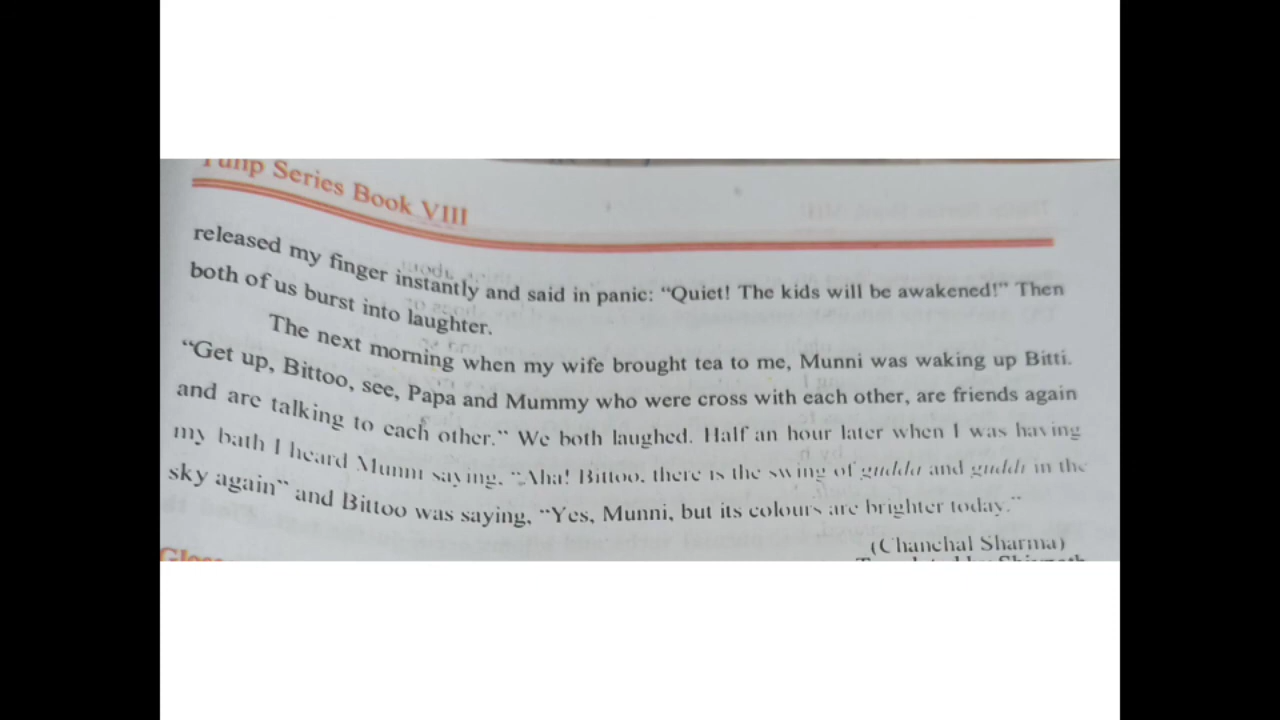 Tulip Series Book VIII
released my finger instantly and said in panic: “Quiet! The kids will be awakened!” Then
both of us burst into laughter.
The next morning when my wife brought tea to me, Munni was waking up Bitti.
“Get up, Bittoo, see, Papa and Mummy who were cross with each other, are friends again
and are talking to each other.” We both laughed. Half an hour later when I was having
my bath I heard Munni saying, “Aha! Bittoo, there is the swing of gudda and guddi in the
sky again” and Bittoo was saying, “Yes, Munni, but its colours are brighter today.”
(Chanchal Sharma)